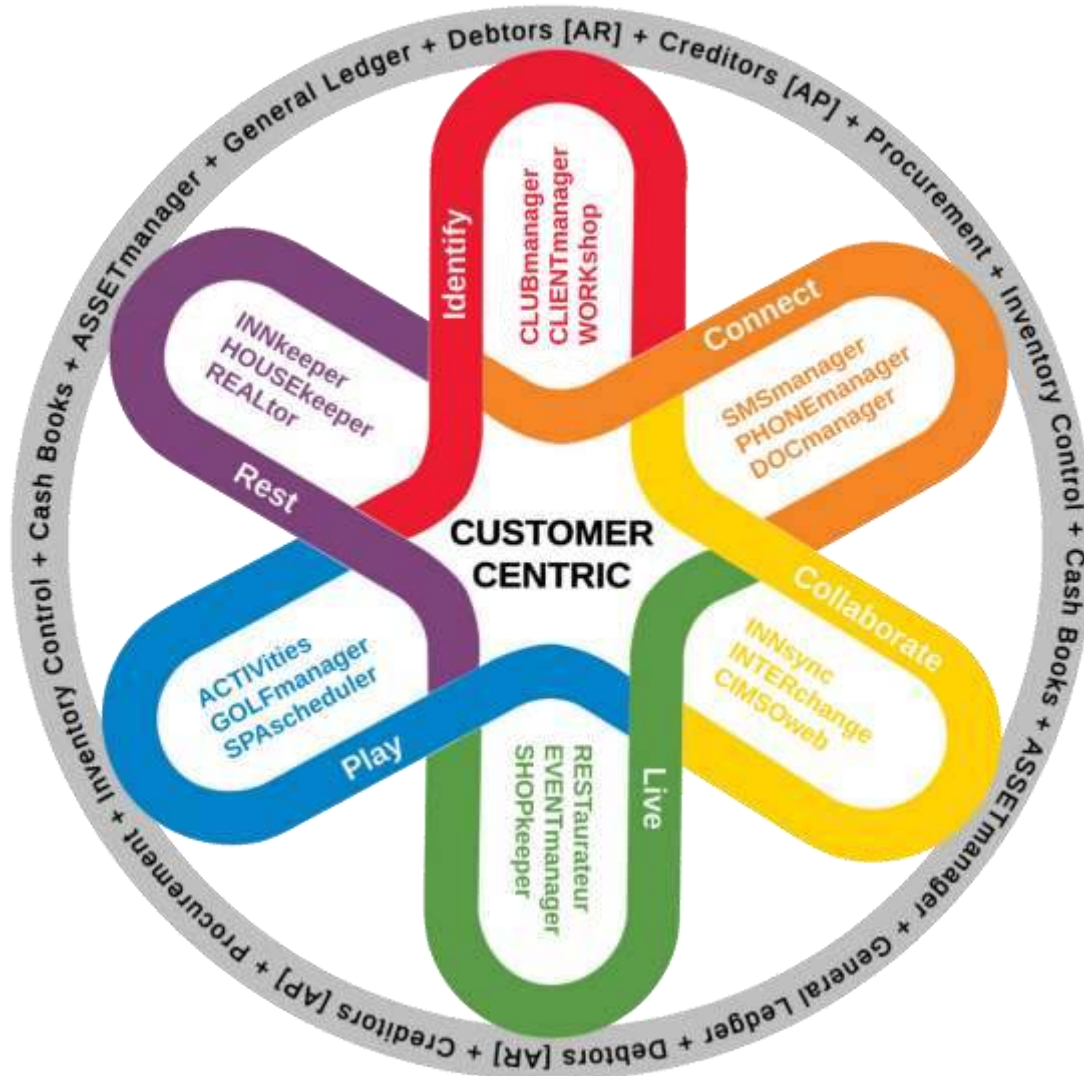 ASSETmanager + General Ledger + Debtors [AR] + Creditors [AP] + Procurement + Inventory Control + Cash Books + ASSETmanager + General Ledger + Debtors [AR] + Creditors [AP] + Procurement + Inventory Control + Cash Books +
Identify
CLUBmanager
CLIENTmanager
WORKshop
Connect
SMSmanager
PHONEmanager
DOCmanager
Collaborate
INNsync
INTERchange
CIMSOweb
Live
RESTaurateur
EVENTmanager
SHOPkeeper
Play
ACTIVities
GOLFmanager
SPAscheduler
Rest
INNkeeper
HOUSEkeeper
REALtor
CUSTOMER
CENTRIC